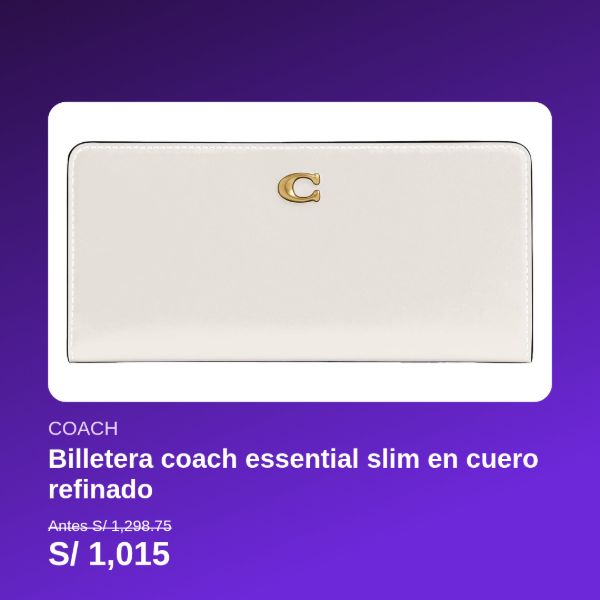 COACH
Billetera coach essential slim en cuero
refinado
Antes S/ 1,298.75
S/ 1,015